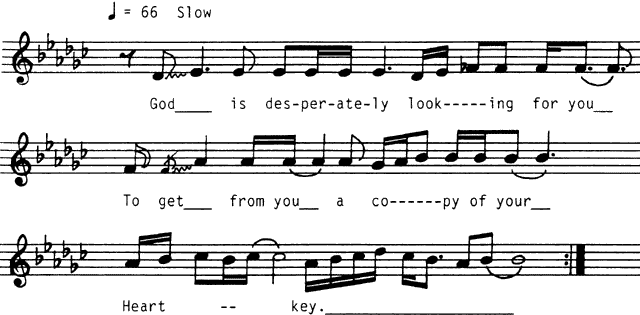 ♩ = 66 Slow
God____ is des-per-ate-ly look-----ing for you__
To get___ from you__ a co------py of your__
Heart -- key.______________________